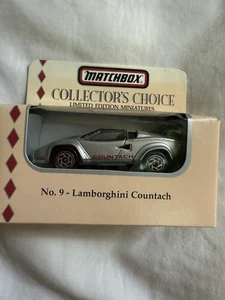 MATCHBOX
COLLECTOR'S CHOICE
LIMITED EDITION MINIATURES
COUNTACH
No. 9 - Lamborghini Countach